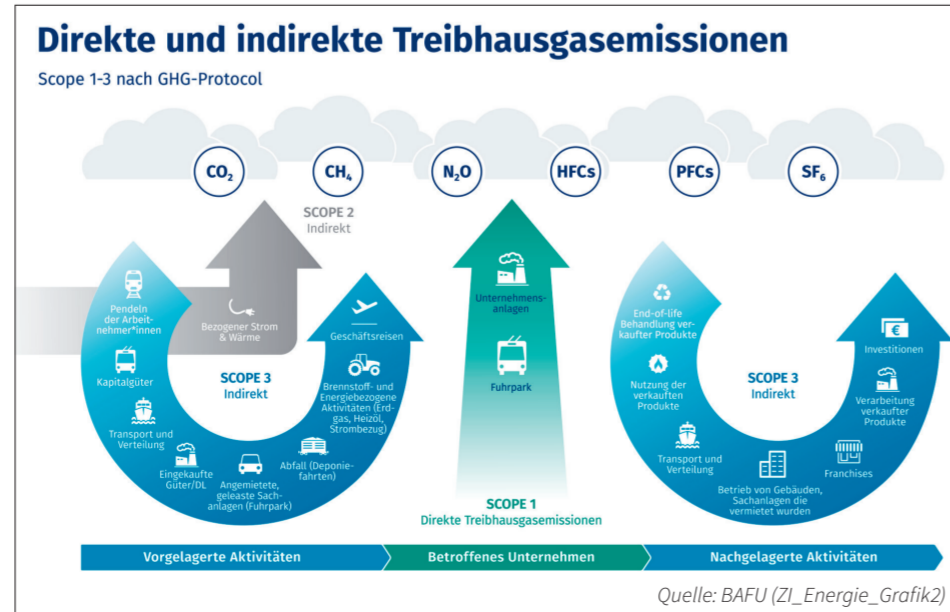 Direkte und indirekte Treibhausgasemissionen
Scope 1-3 nach GHG-Protocol
CO₂
CH₄
N₂O
HFCs
PFCs
SF₆
SCOPE 2
Indirekt
Bezogener Strom
& Wärme
Pendeln
der Arbeit-
nehmer*innen
Kapitalgüter
Transport und
Verteilung
Eingekaufte
Güter/DL
Angemietete,
geleaste Sach-
anlagen (Fuhrpark)
Abfall (Deponie-
fahrten)
Brennstoff- und
Energiebezogene
Aktivitäten (Erd-
gas, Heizöl,
Strombezug)
Geschäftsreisen
SCOPE 3
Indirekt
Unternehmens-
anlagen
Fuhrpark
SCOPE 1
Direkte Treibhausgasemissionen
End-of-life
Behandlung ver-
kaufter Produkte
Nutzung der
verkauften
Produkte
Transport und
Verteilung
Betrieb von Gebäuden,
Sachanlagen die
vermietet wurden
Franchises
Verarbeitung
verkaufter
Produkte
€
Investitionen
SCOPE 3
Indirekt
Vorgelagerte Aktivitäten
Betroffenes Unternehmen
Nachgelagerte Aktivitäten
Quelle: BAFU (ZI_Energie_Grafik2)